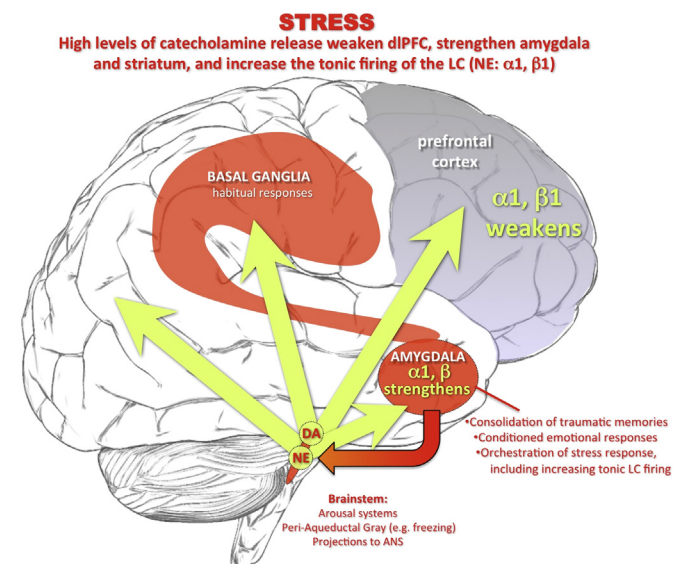 STRESS
High levels of catecholamine release weaken dlPFC, strengthen amygdala
and striatum, and increase the tonic firing of the LC (NE: α1, β1)
prefrontal
cortex
BASAL GANGLIA
habitual responses
α1, β1
weakens
AMYGDALA
α1, β
strengthens
•Consolidation of traumatic memories
•Conditioned emotional responses
•Orchestration of stress response,
including increasing tonic LC firing
DA
NE
Brainstem:
Arousal systems
Peri-Aqueductal Gray (e.g. freezing)
Projections to ANS